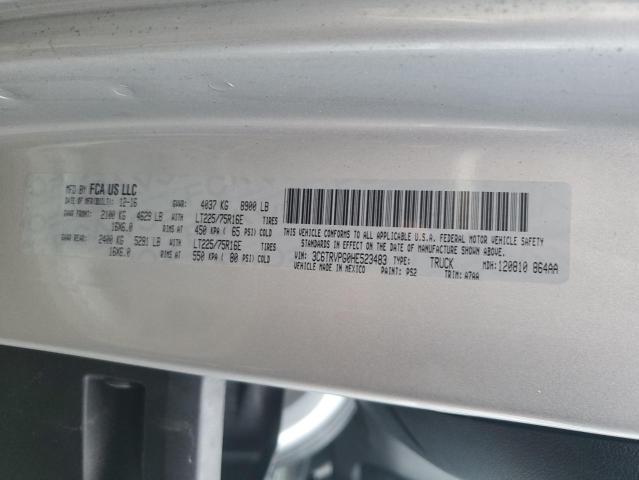 MFD BY FCA US LLC
DATE OF MFR(BUILT): 12-16 GVWR: 4037 KG 8900 LB
GAWR FRONT: 2100 KG 4629 LB WITH LT225/75R16E TIRES
16X6.0 RIMS AT 450 KPA ( 65 PSI) COLD
GAWR REAR: 2400 KG 5291 LB WITH LT225/75R16E TIRES
16X6.0 RIMS AT 550 KPA ( 80 PSI) COLD
THIS VEHICLE CONFORMS TO ALL APPLICABLE U.S.A. FEDERAL MOTOR VEHICLE SAFETY
STANDARDS IN EFFECT ON THE DATE OF MANUFACTURE SHOWN ABOVE
VIN: 3C6TRVPG0HE523483 TYPE: TRUCK MDH: 120810 864AA
VEHICLE MADE IN MEXICO PAINT: PS2 TRIM: A7AA